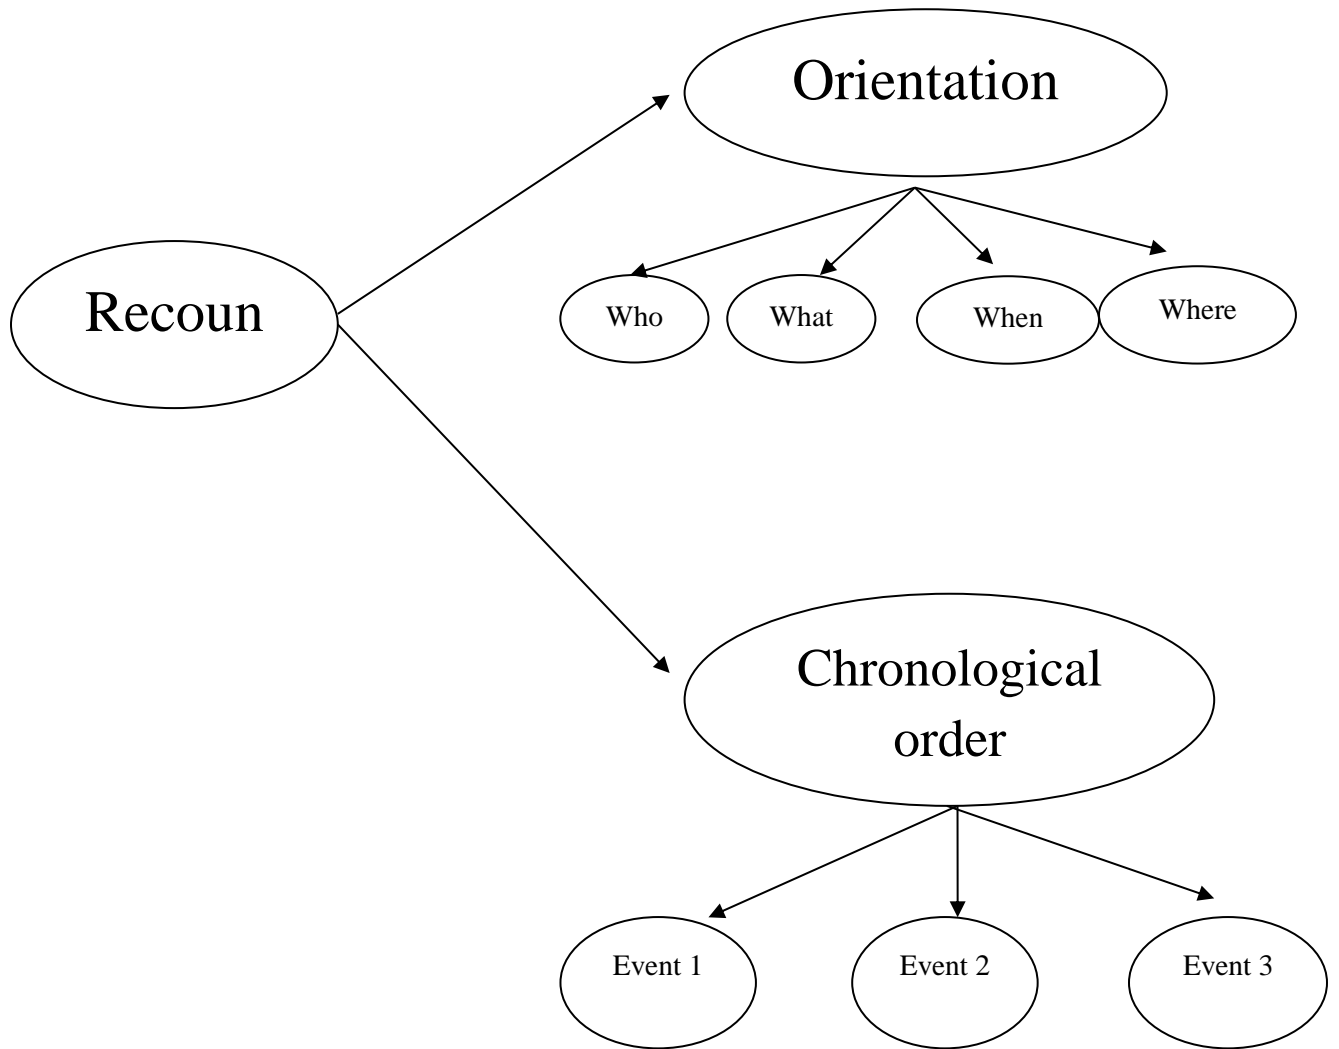 Orientation
Recoun
Who
What
When
Where
Chronological
order
Event 1
Event 2
Event 3